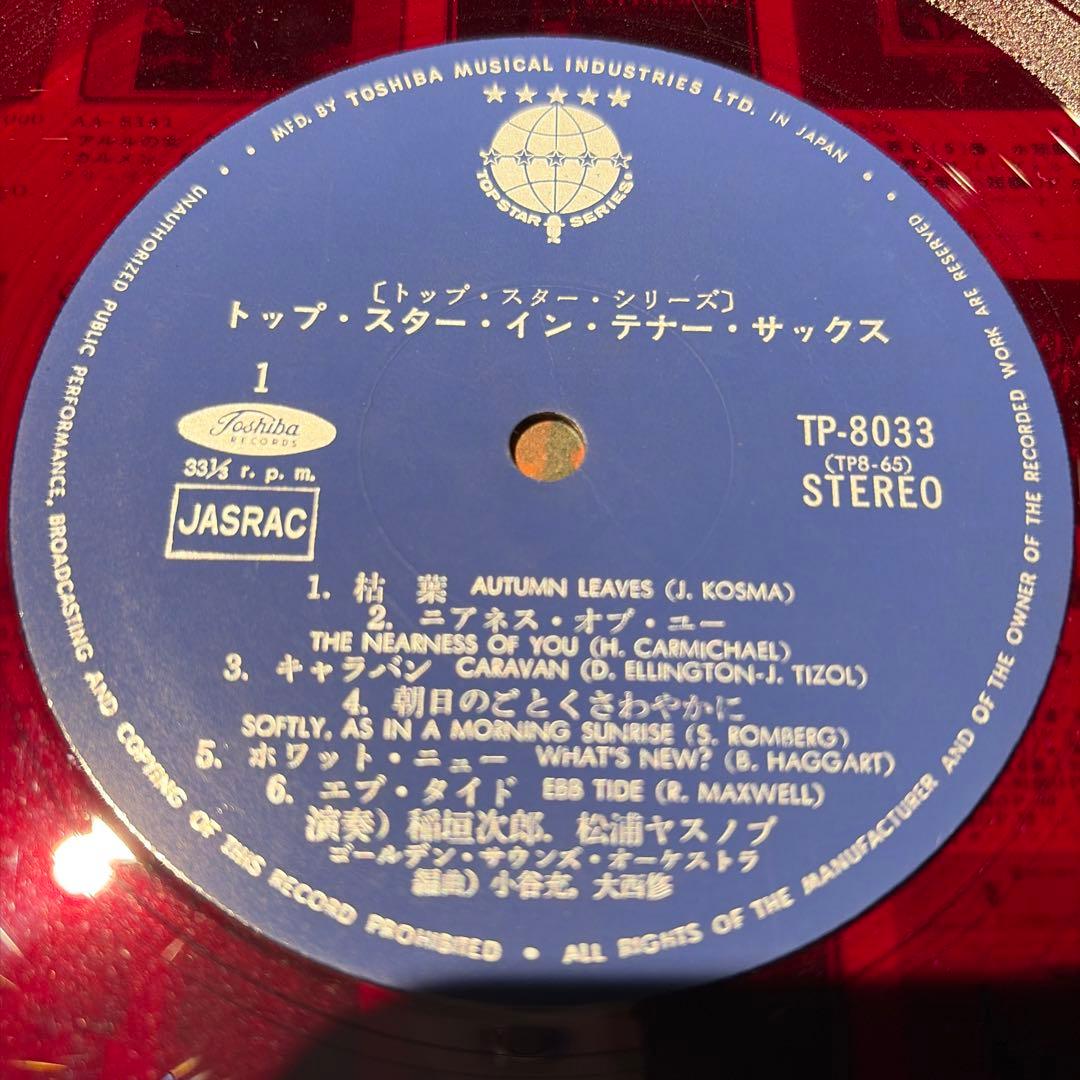 MFD. BY TOSHIBA MUSICAL INDUSTRIES LTD. IN JAPAN
TOP STAR SERIES
〔トップ・スター・シリーズ〕
トップ・スター・イン・テナー・サックス
1
Toshiba
RECORDS
33⅓ r. p. m.
JASRAC
TP-8033
(TP8-65)
STEREO
1. 枯 葉 AUTUMN LEAVES (J. KOSMA)
2. ニアネス・オブ・ユー
THE NEARNESS OF YOU (H. CARMICHAEL)
3. キャラバン CARAVAN (D. ELLINGTON-J. TIZOL)
4. 朝日のごとくさわやかに
SOFTLY, AS IN A MORNING SUNRISE (S. ROMBERG)
5. ホワット・ニュー WHAT'S NEW? (B. HAGGART)
6. エブ・タイド EBB TIDE (R. MAXWELL)
演奏) 稲垣次郎, 松浦ヤスノブ
ゴールデン・サウンズ・オーケストラ
編曲) 小谷充, 大西修
UNAUTHORIZED PUBLIC PERFORMANCE, BROADCASTING AND COPYING OF THIS RECORD PROHIBITED • ALL RIGHTS OF THE MANUFACTURER AND OF THE OWNER OF THE RECORDED WORK ARE RESERVED
AA-8141
カルメン